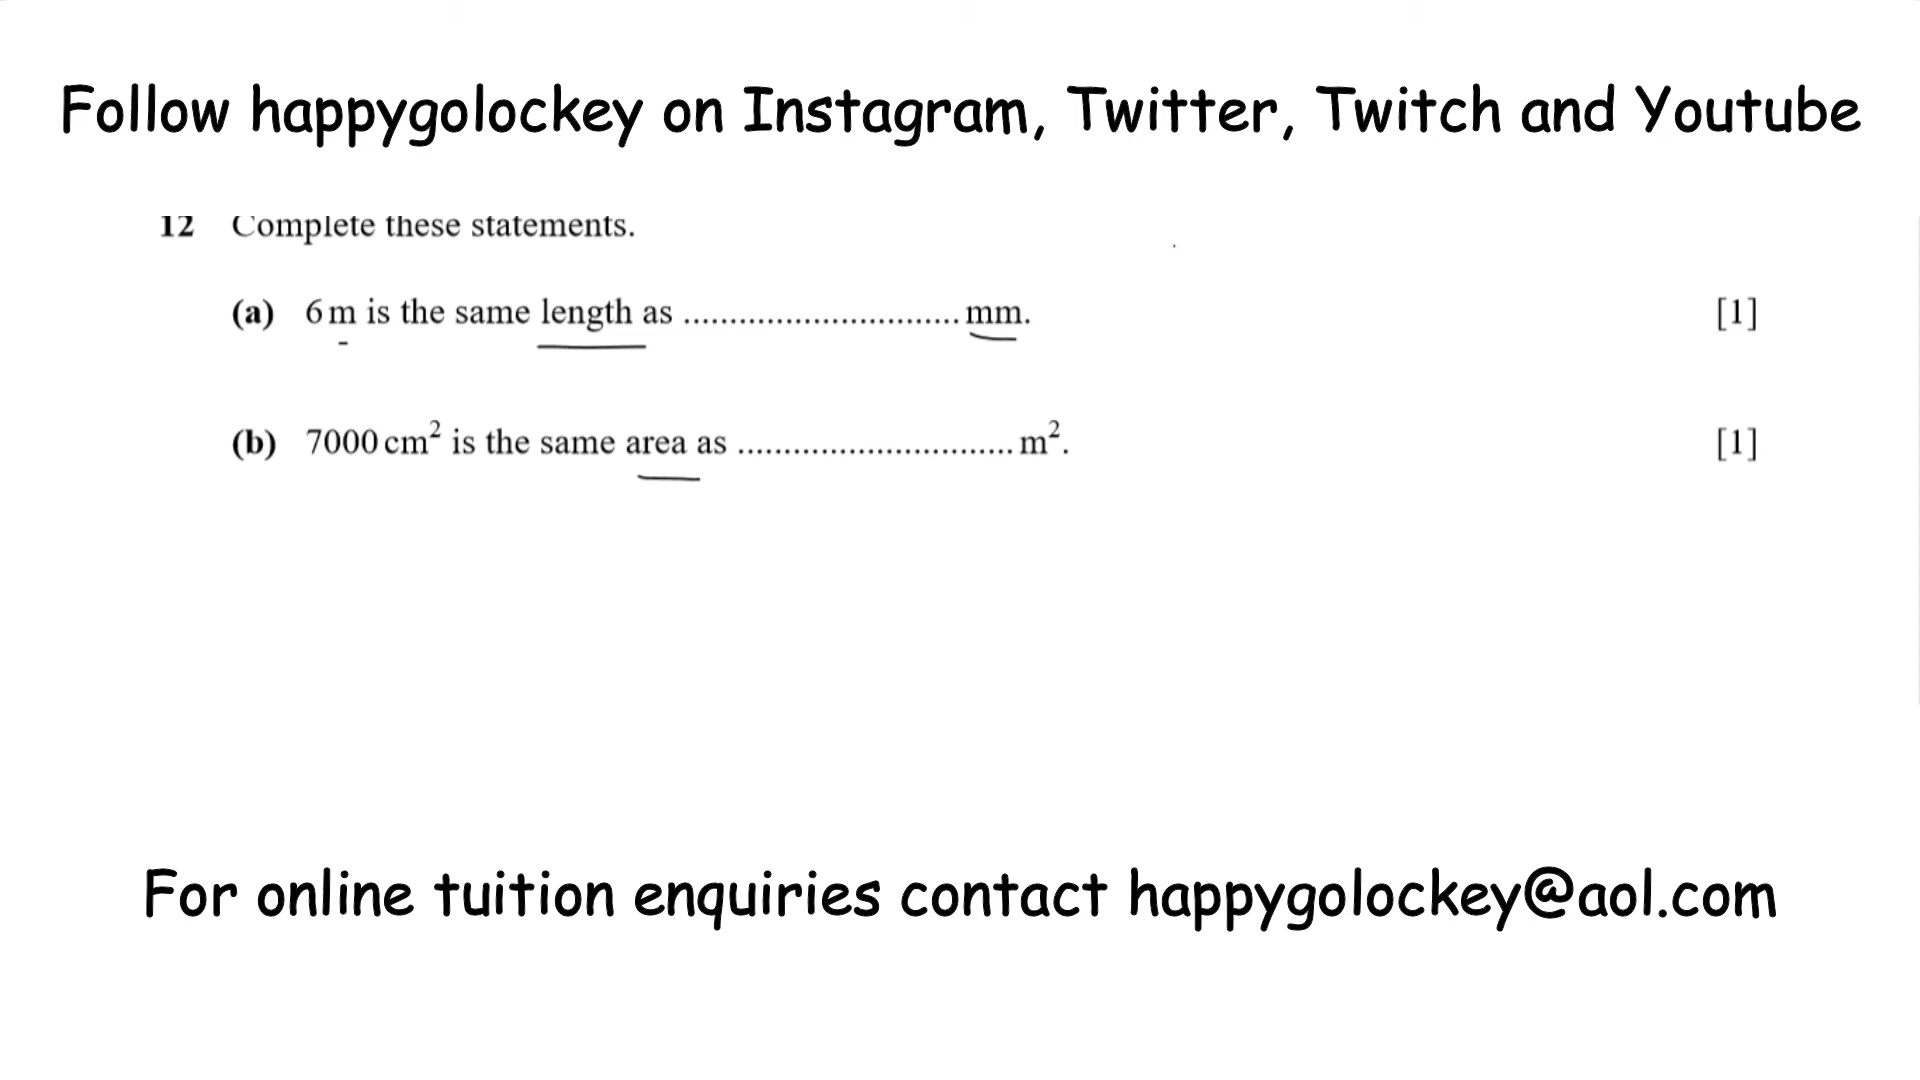 Follow happygolockey on Instagram, Twitter, Twitch and Youtube
12 Complete these statements.
(a) 6 m is the same length as .............................. mm. [1]
(b) 7000 cm² is the same area as .............................. m². [1]
For online tuition enquiries contact happygolockey@aol.com